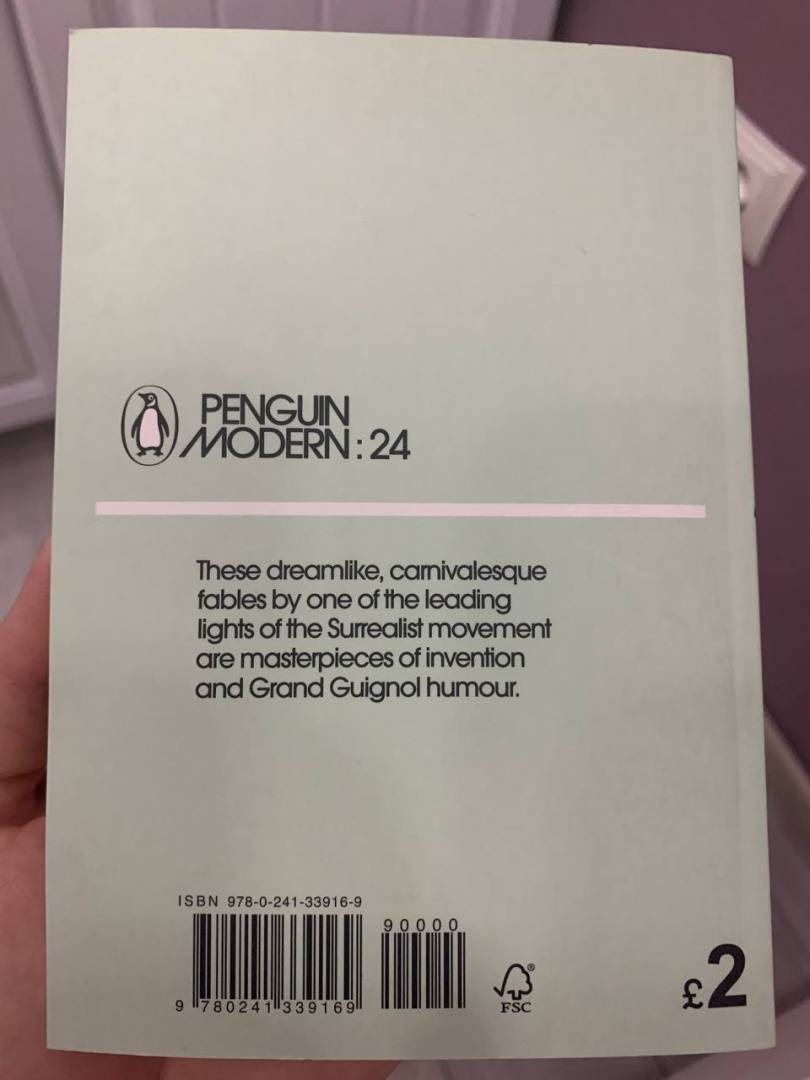 PENGUIN
MODERN : 24
These dreamlike, carnivalesque
fables by one of the leading
lights of the Surrealist movement
are masterpieces of invention
and Grand Guignol humour.
ISBN 978-0-241-33916-9
90000
9 780241 339169
FSC®
£2